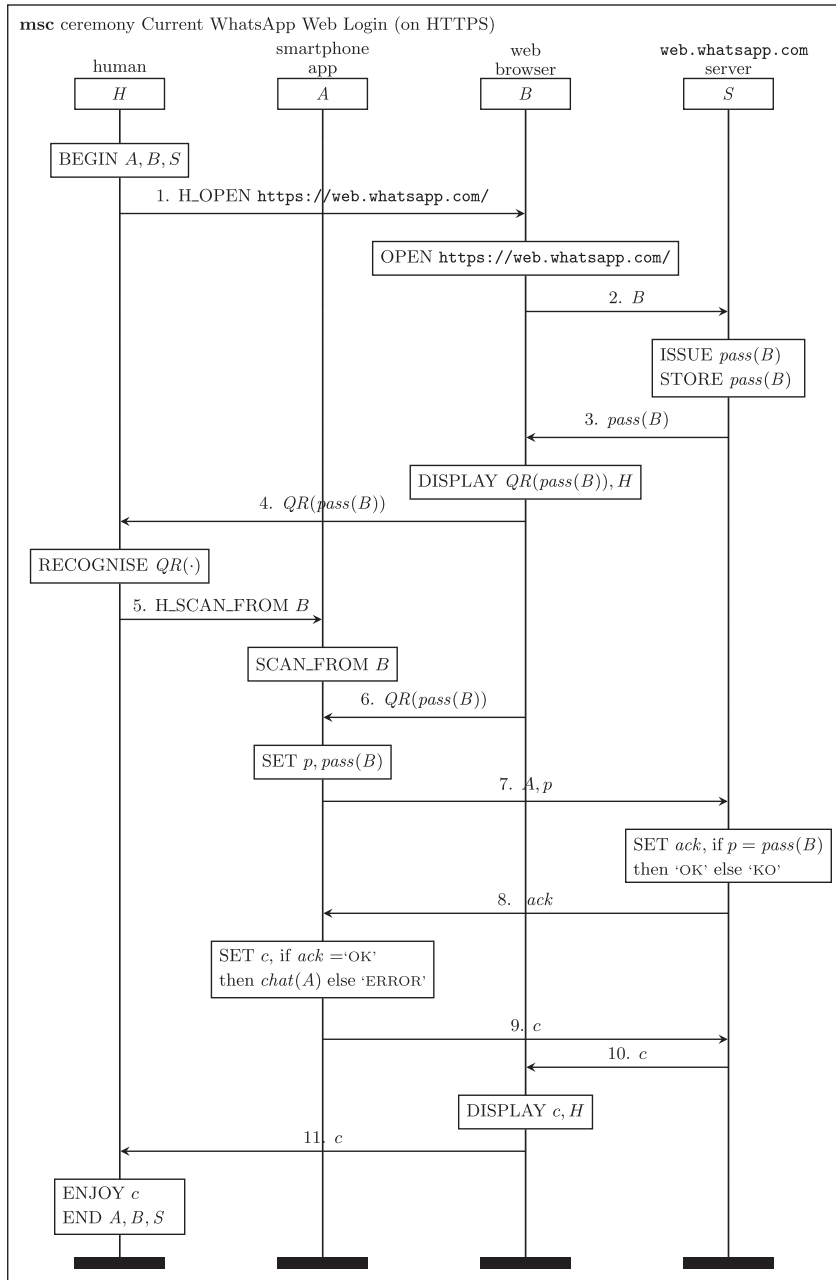 msc ceremony Current WhatsApp Web Login (on HTTPS)
human
smartphone
app
web
browser
web.whatsapp.com
server
H
A
B
S
BEGIN A, B, S
1. H_OPEN https://web.whatsapp.com/
OPEN https://web.whatsapp.com/
2. B
ISSUE pass(B)
STORE pass(B)
3. pass(B)
DISPLAY QR(pass(B)), H
4. QR(pass(B))
RECOGNISE QR(·)
5. H_SCAN_FROM B
SCAN_FROM B
6. QR(pass(B))
SET p, pass(B)
7. A, p
SET ack, if p = pass(B)
then ‘OK’ else ‘KO’
8. ack
SET c, if ack =‘OK’
then chat(A) else ‘ERROR’
9. c
10. c
DISPLAY c, H
11. c
ENJOY c
END A, B, S